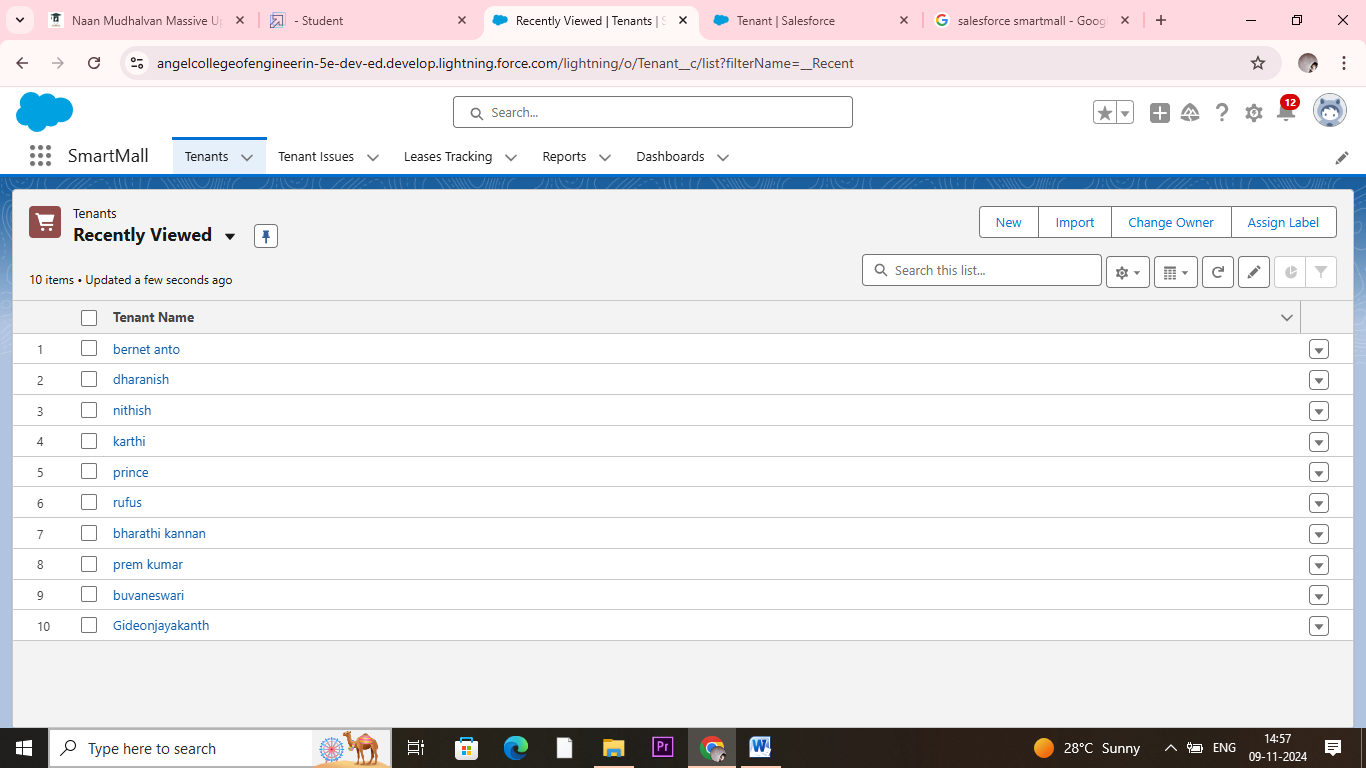 Naan Mudhalvan Massive Up
- Student
Recently Viewed | Tenants | S
Tenant | Salesforce
salesforce smartmall - Goog
angelcollegeofengineerin-5e-dev-ed.develop.lightning.force.com/lightning/o/Tenant__c/list?filterName=__Recent
Search...
12
SmartMall
Tenants
Tenant Issues
Leases Tracking
Reports
Dashboards
Tenants
Recently Viewed
New
Import
Change Owner
Assign Label
10 items • Updated a few seconds ago
Search this list...
Tenant Name
1 bernet anto
2 dharanish
3 nithish
4 karthi
5 prince
6 rufus
7 bharathi kannan
8 prem kumar
9 buvaneswari
10 Gideonjayakanth
Type here to search
Pr
W
28°C Sunny
ENG
14:57
09-11-2024